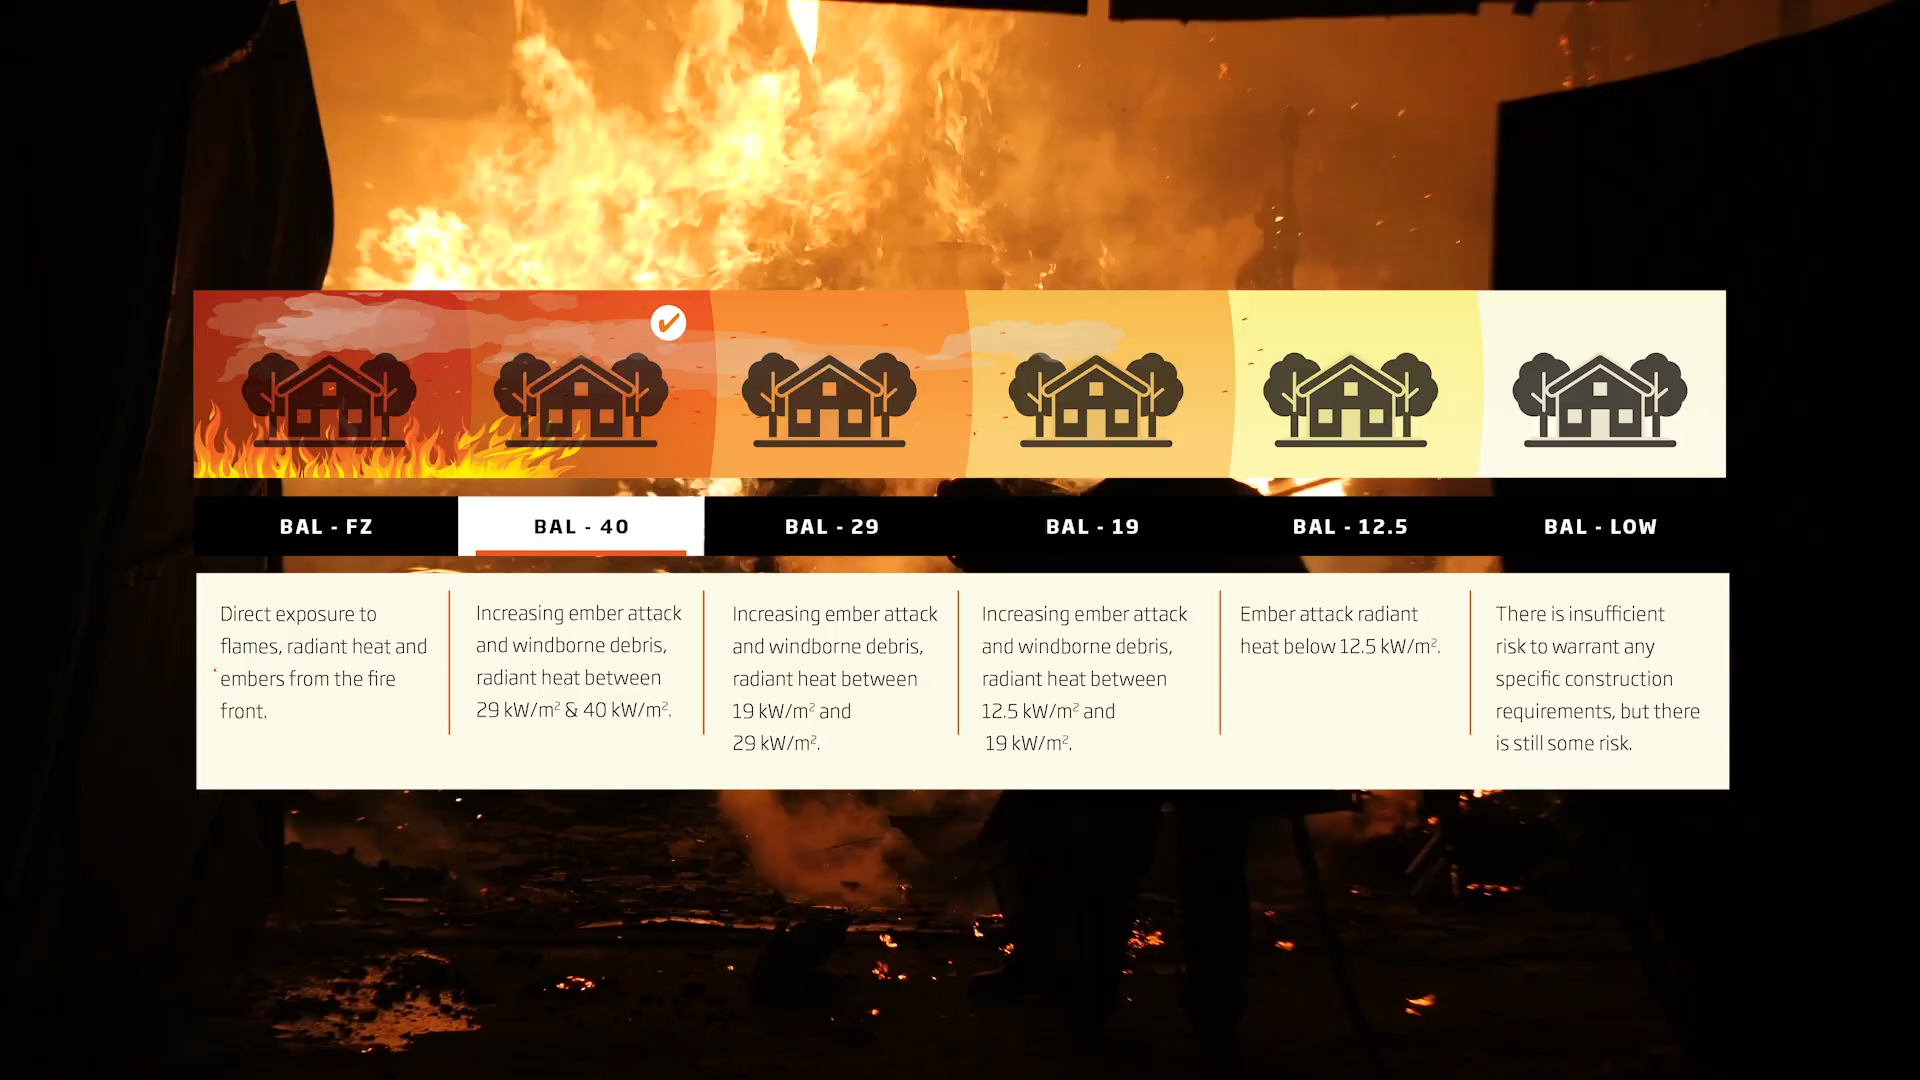 BAL - FZ
BAL - 40
BAL - 29
BAL - 19
BAL - 12.5
BAL - LOW
Direct exposure to
flames, radiant heat and
embers from the fire
front.
Increasing ember attack
and windborne debris,
radiant heat between
29 kW/m² & 40 kW/m².
Increasing ember attack
and windborne debris,
radiant heat between
19 kW/m² and
29 kW/m².
Increasing ember attack
and windborne debris,
radiant heat between
12.5 kW/m² and
19 kW/m².
Ember attack radiant
heat below 12.5 kW/m².
There is insufficient
risk to warrant any
specific construction
requirements, but there
is still some risk.